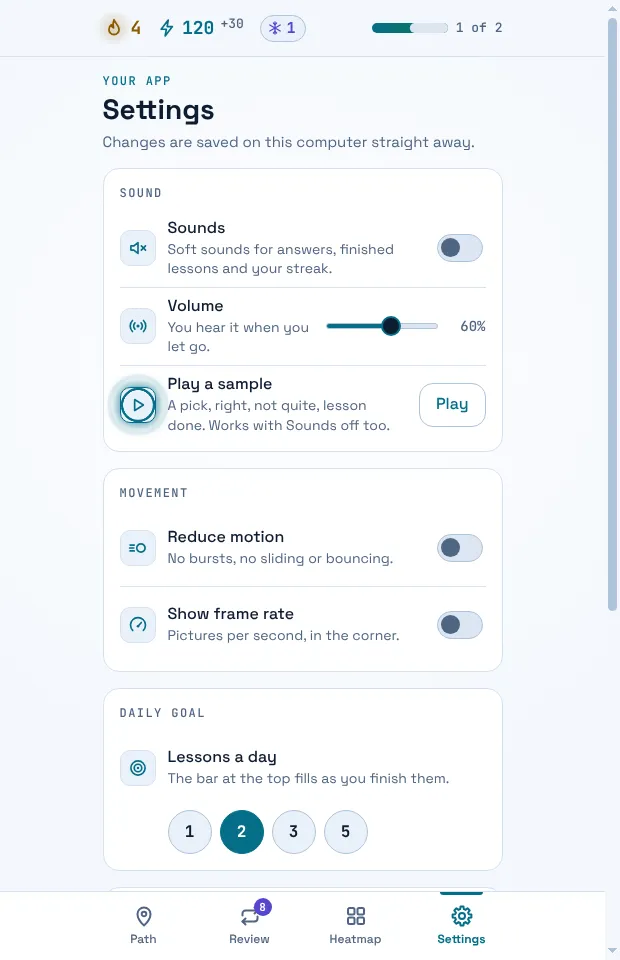 4 120 +30 1 1 of 2
YOUR APP
Settings
Changes are saved on this computer straight away.
SOUND
Sounds
Soft sounds for answers, finished
lessons and your streak.
Volume
You hear it when you
let go.
60%
Play a sample
A pick, right, not quite, lesson
done. Works with Sounds off too.
Play
MOVEMENT
Reduce motion
No bursts, no sliding or bouncing.
Show frame rate
Pictures per second, in the corner.
DAILY GOAL
Lessons a day
The bar at the top fills as you finish them.
1 2 3 5
8
Path Review Heatmap Settings